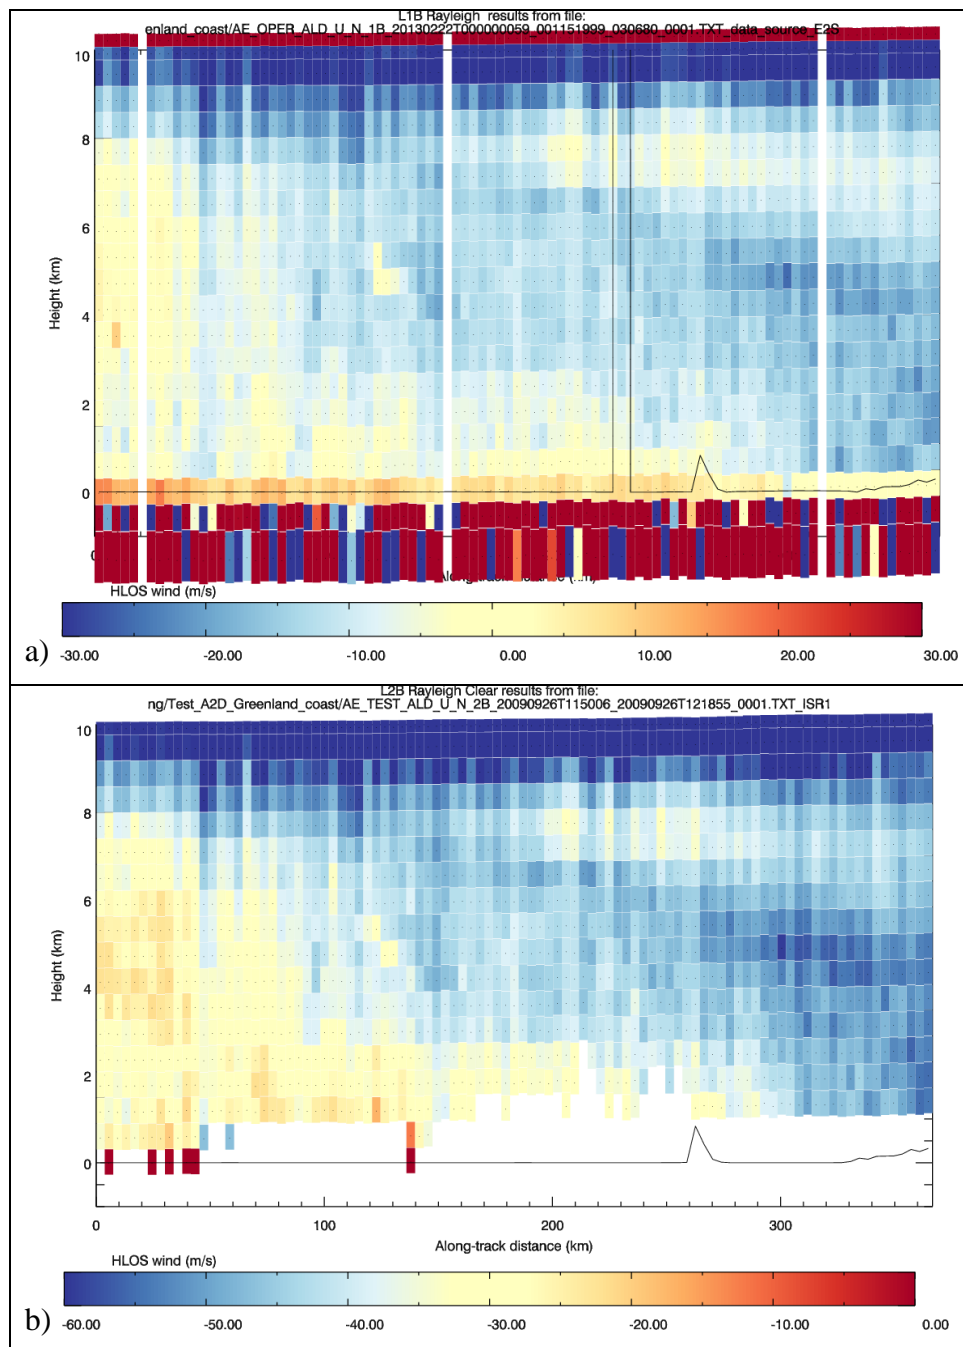 L1B Rayleigh results from file:
enland_coast/AE_OPER_ALD_U_N_1B_20130222T000000059_001151999_030680_0001.TXT_data_source_E2S
10
8
6
4
2
0
Height (km)
HLOS wind (m/s)
-30.00 -20.00 -10.00 0.00 10.00 20.00 30.00
a)
L2B Rayleigh Clear results from file:
ng/Test_A2D_Greenland_coast/AE_TEST_ALD_U_N_2B_20090926T115006_20090926T121855_0001.TXT_ISR1
10
8
6
4
2
0
Height (km)
0 100 200 300
Along-track distance (km)
HLOS wind (m/s)
-60.00 -50.00 -40.00 -30.00 -20.00 -10.00 0.00
b)